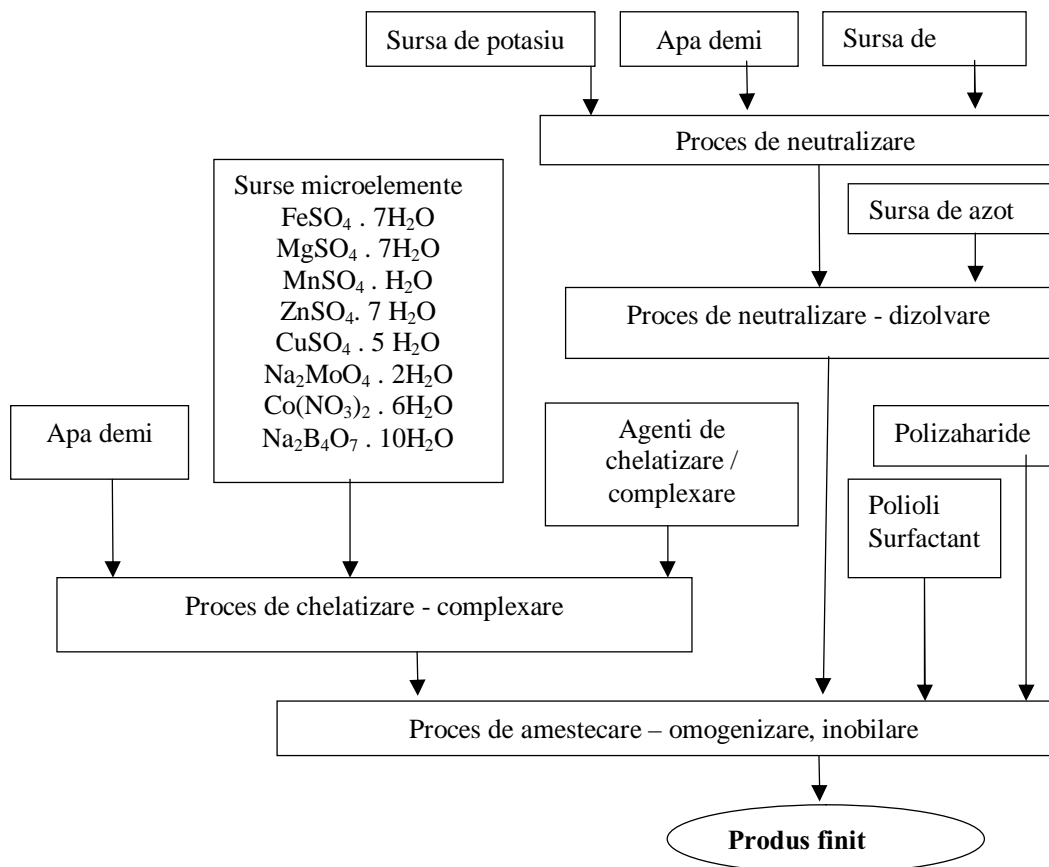 Sursa de potasiu
Apa demi
Sursa de
Proces de neutralizare
Surse microelemente
FeSO₄ . 7H₂O
MgSO₄ . 7H₂O
MnSO₄ . H₂O
ZnSO₄. 7 H₂O
CuSO₄ . 5 H₂O
Na₂MoO₄ . 2H₂O
Co(NO₃)₂ . 6H₂O
Na₂B₄O₇ . 10H₂O
Sursa de azot
Proces de neutralizare - dizolvare
Apa demi
Agenti de
chelatizare /
complexare
Polizaharide
Polioli
Surfactant
Proces de chelatizare - complexare
Proces de amestecare – omogenizare, inobilare
Produs finit